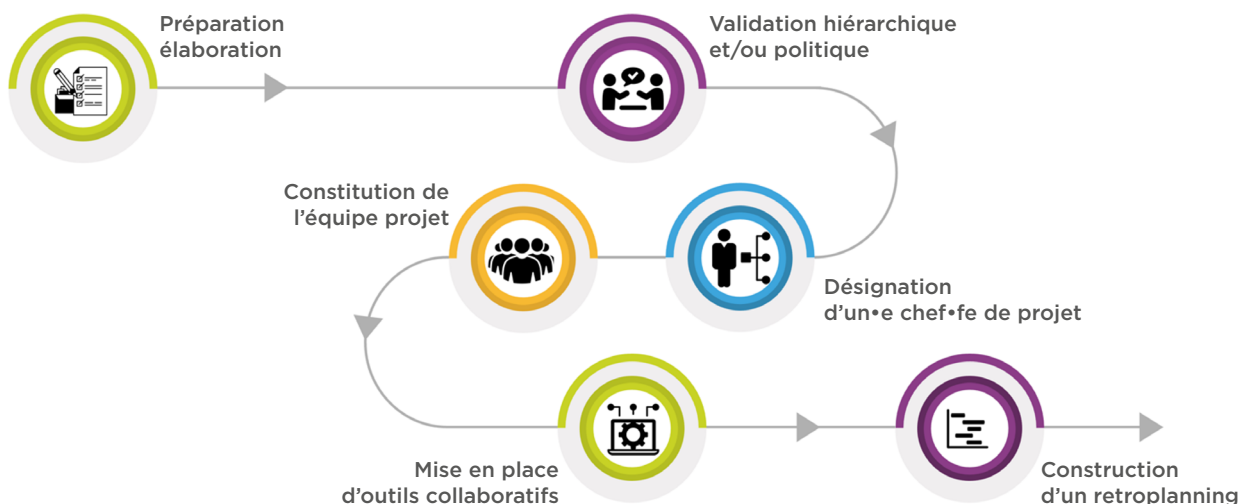 Préparation
élaboration
Validation hiérarchique
et/ou politique
Désignation
d'un•e chef•fe de projet
Constitution de
l'équipe projet
Mise en place
d'outils collaboratifs
Construction
d'un retroplanning